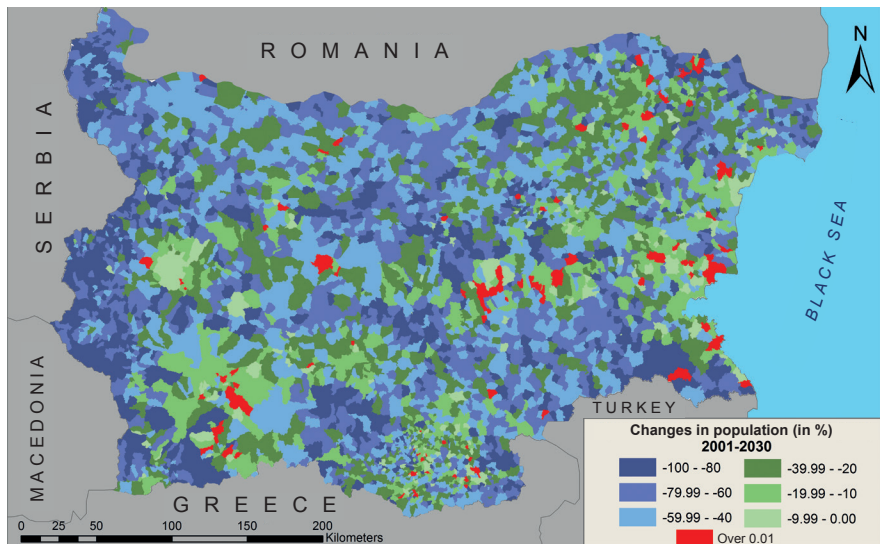 ROMANIA
N
SERBIA
BLACK SEA
MACEDONIA
TURKEY
GREECE
0 12.5 25 50 100 150 200
Kilometers
Changes in population (in %)
2001-2030
-100 - -80
-39.99 - -20
-79.99 - -60
-19.99 - -10
-59.99 - -40
-9.99 - 0.00
Over 0.01